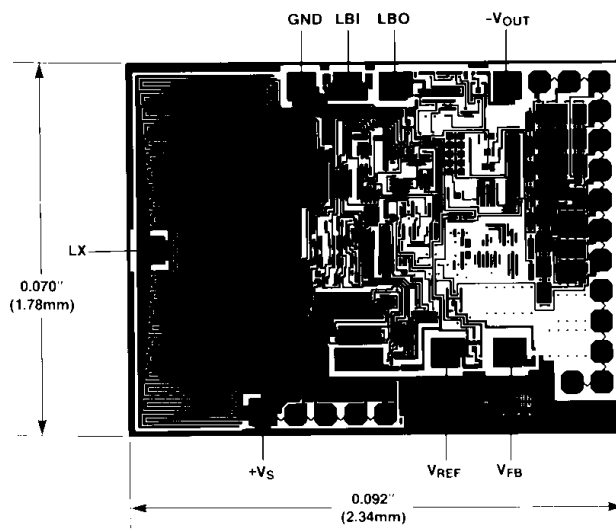 GND LBI LBO -VOUT
LX
0.070"
(1.78mm)
+VS VREF VFB
0.092"
(2.34mm)